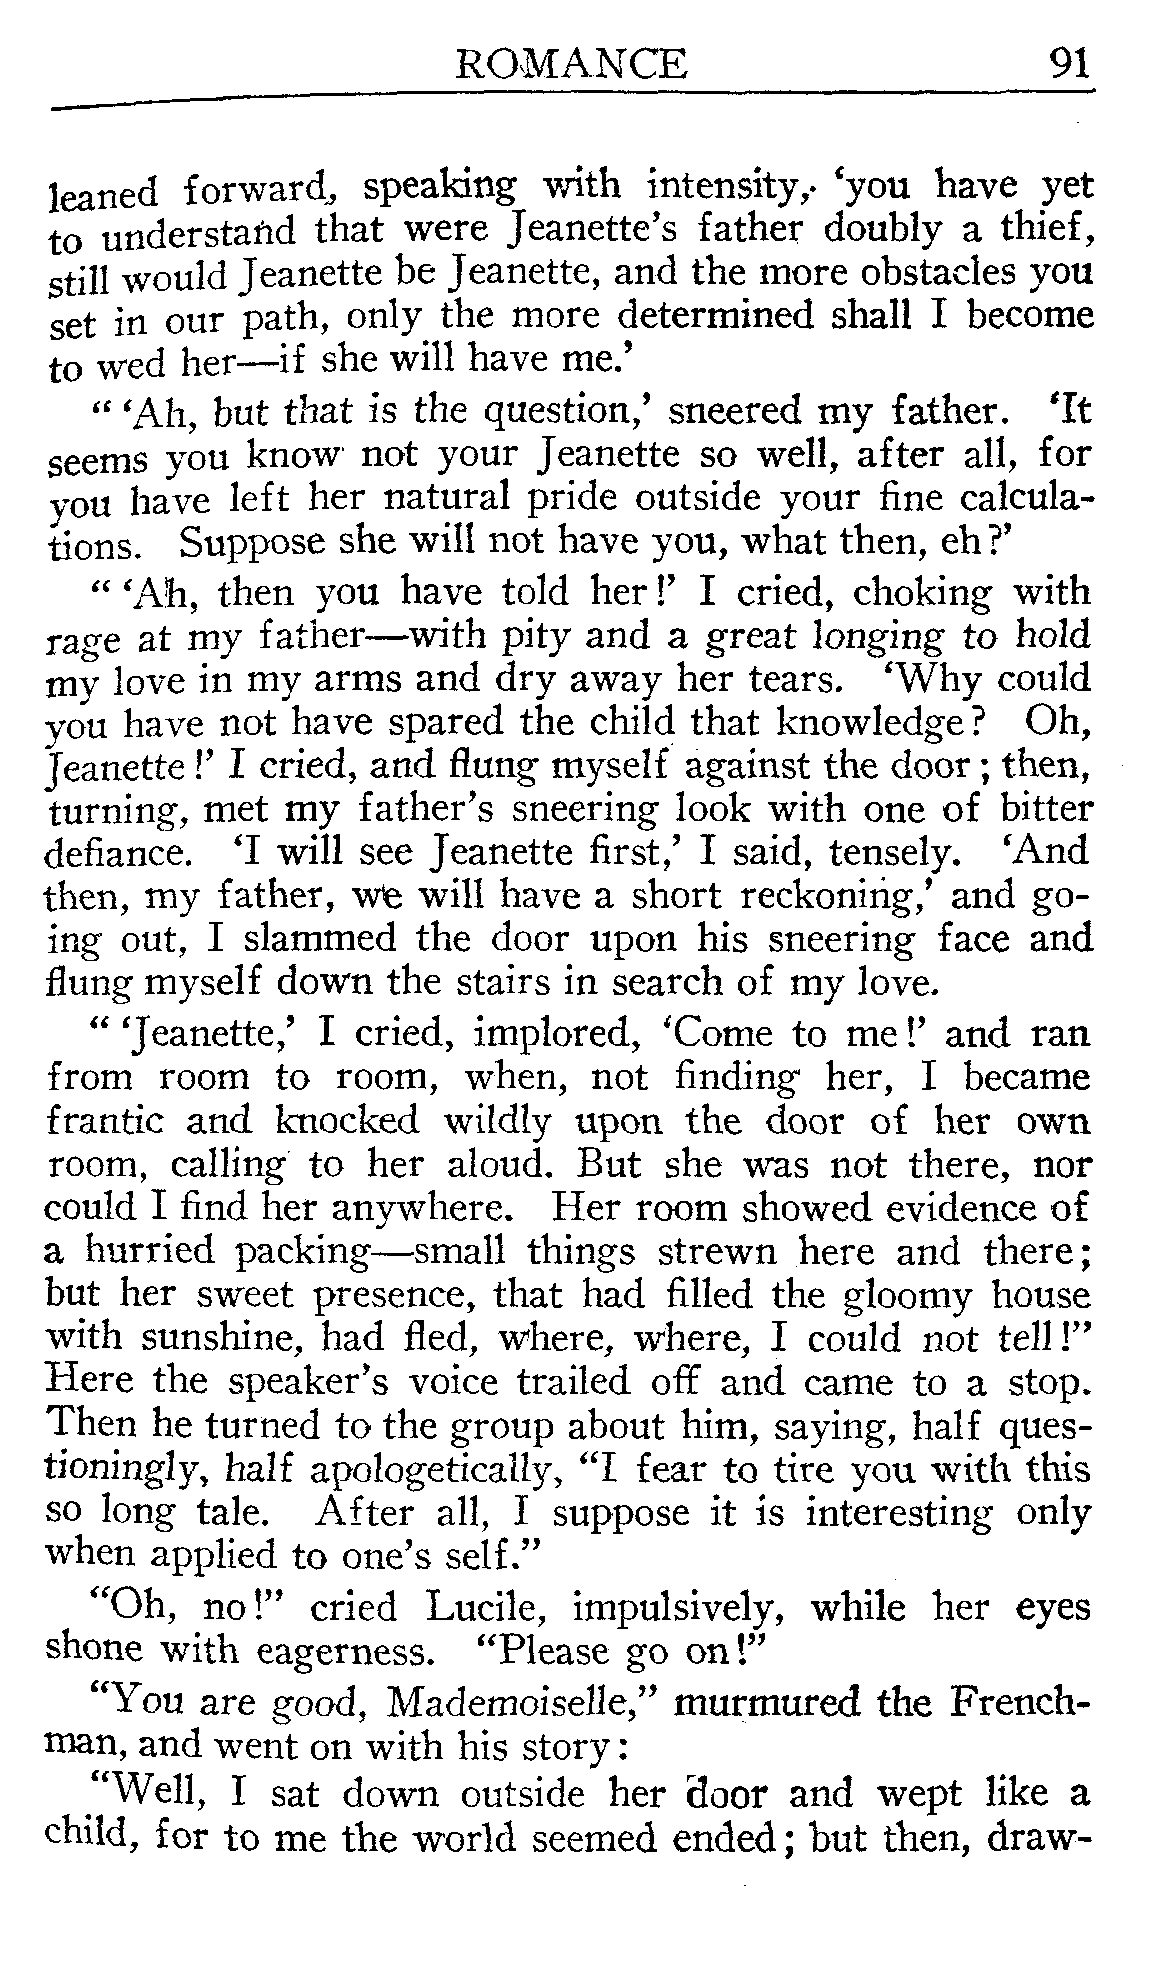 ROMANCE 91
leaned forward, speaking with intensity, 'you have yet
to understand that were Jeanette's father doubly a thief,
still would Jeanette be Jeanette, and the more obstacles you
set in our path, only the more determined shall I become
to wed her—if she will have me.'
" 'Ah, but that is the question,' sneered my father. 'It
seems you know not your Jeanette so well, after all, for
you have left her natural pride outside your fine calcula-
tions. Suppose she will not have you, what then, eh?'
" 'Ah, then you have told her!' I cried, choking with
rage at my father—with pity and a great longing to hold
my love in my arms and dry away her tears. 'Why could
you have not have spared the child that knowledge? Oh,
Jeanette!' I cried, and flung myself against the door; then,
turning, met my father's sneering look with one of bitter
defiance. 'I will see Jeanette first,' I said, tensely. 'And
then, my father, we will have a short reckoning,' and go-
ing out, I slammed the door upon his sneering face and
flung myself down the stairs in search of my love.
" 'Jeanette,' I cried, implored, 'Come to me!' and ran
from room to room, when, not finding her, I became
frantic and knocked wildly upon the door of her own
room, calling to her aloud. But she was not there, nor
could I find her anywhere. Her room showed evidence of
a hurried packing—small things strewn here and there;
but her sweet presence, that had filled the gloomy house
with sunshine, had fled, where, where, I could not tell!"
Here the speaker's voice trailed off and came to a stop.
Then he turned to the group about him, saying, half ques-
tioningly, half apologetically, "I fear to tire you with this
so long tale. After all, I suppose it is interesting only
when applied to one's self."
"Oh, no!" cried Lucile, impulsively, while her eyes
shone with eagerness. "Please go on!"
"You are good, Mademoiselle," murmured the French-
man, and went on with his story:
"Well, I sat down outside her door and wept like a
child, for to me the world seemed ended; but then, draw-